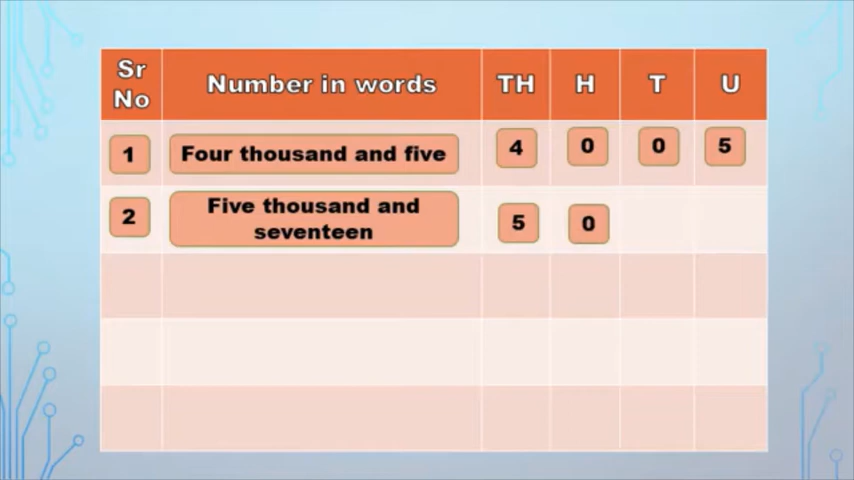 Sr No Number in words TH H T U
1 Four thousand and five 4 0 0 5
2 Five thousand and seventeen 5 0